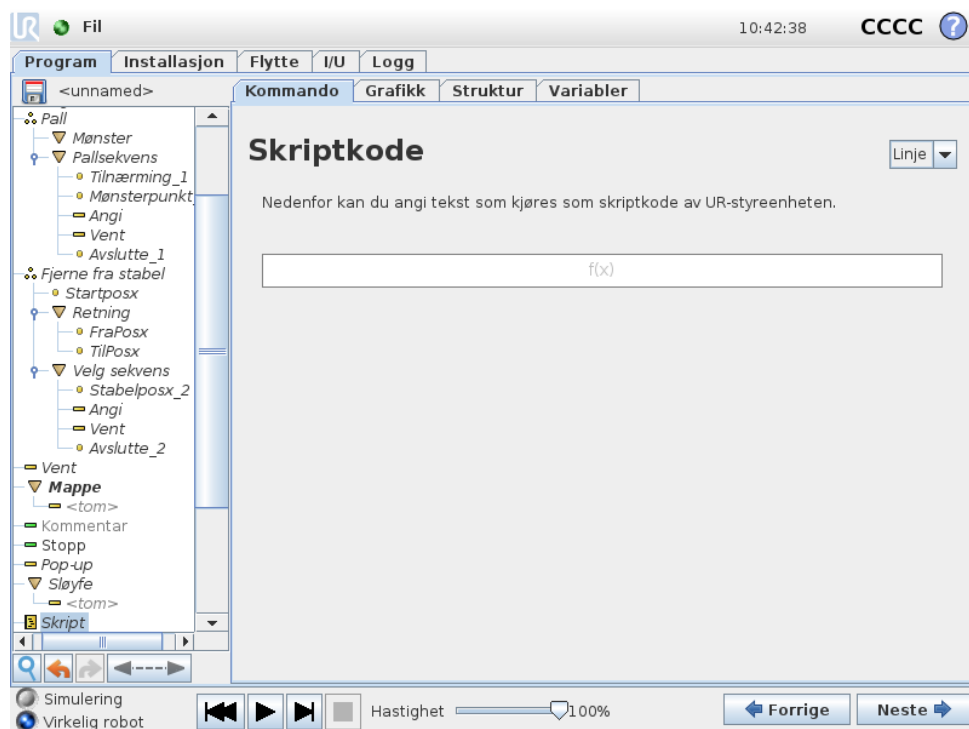 UR Fil 10:42:38 CCCC ?
Program Installasjon Flytte I/U Logg
<unnamed> Kommando Grafikk Struktur Variabler
Pall
Mønster
Pallsekvens
Tilnærming_1
Mønsterpunkt
Angi
Vent
Avslutte_1
Fjerne fra stabel
Startposx
Retning
FraPosx
TilPosx
Velg sekvens
Stabelposx_2
Angi
Vent
Avslutte_2
Vent
Mappe
<tom>
Kommentar
Stopp
Pop-up
Sløyfe
<tom>
Skript
Skriptkode
Linje
Nedenfor kan du angi tekst som kjøres som skriptkode av UR-styreenheten.
f(x)
Simulering
Virkelig robot
Hastighet 100%
Forrige Neste